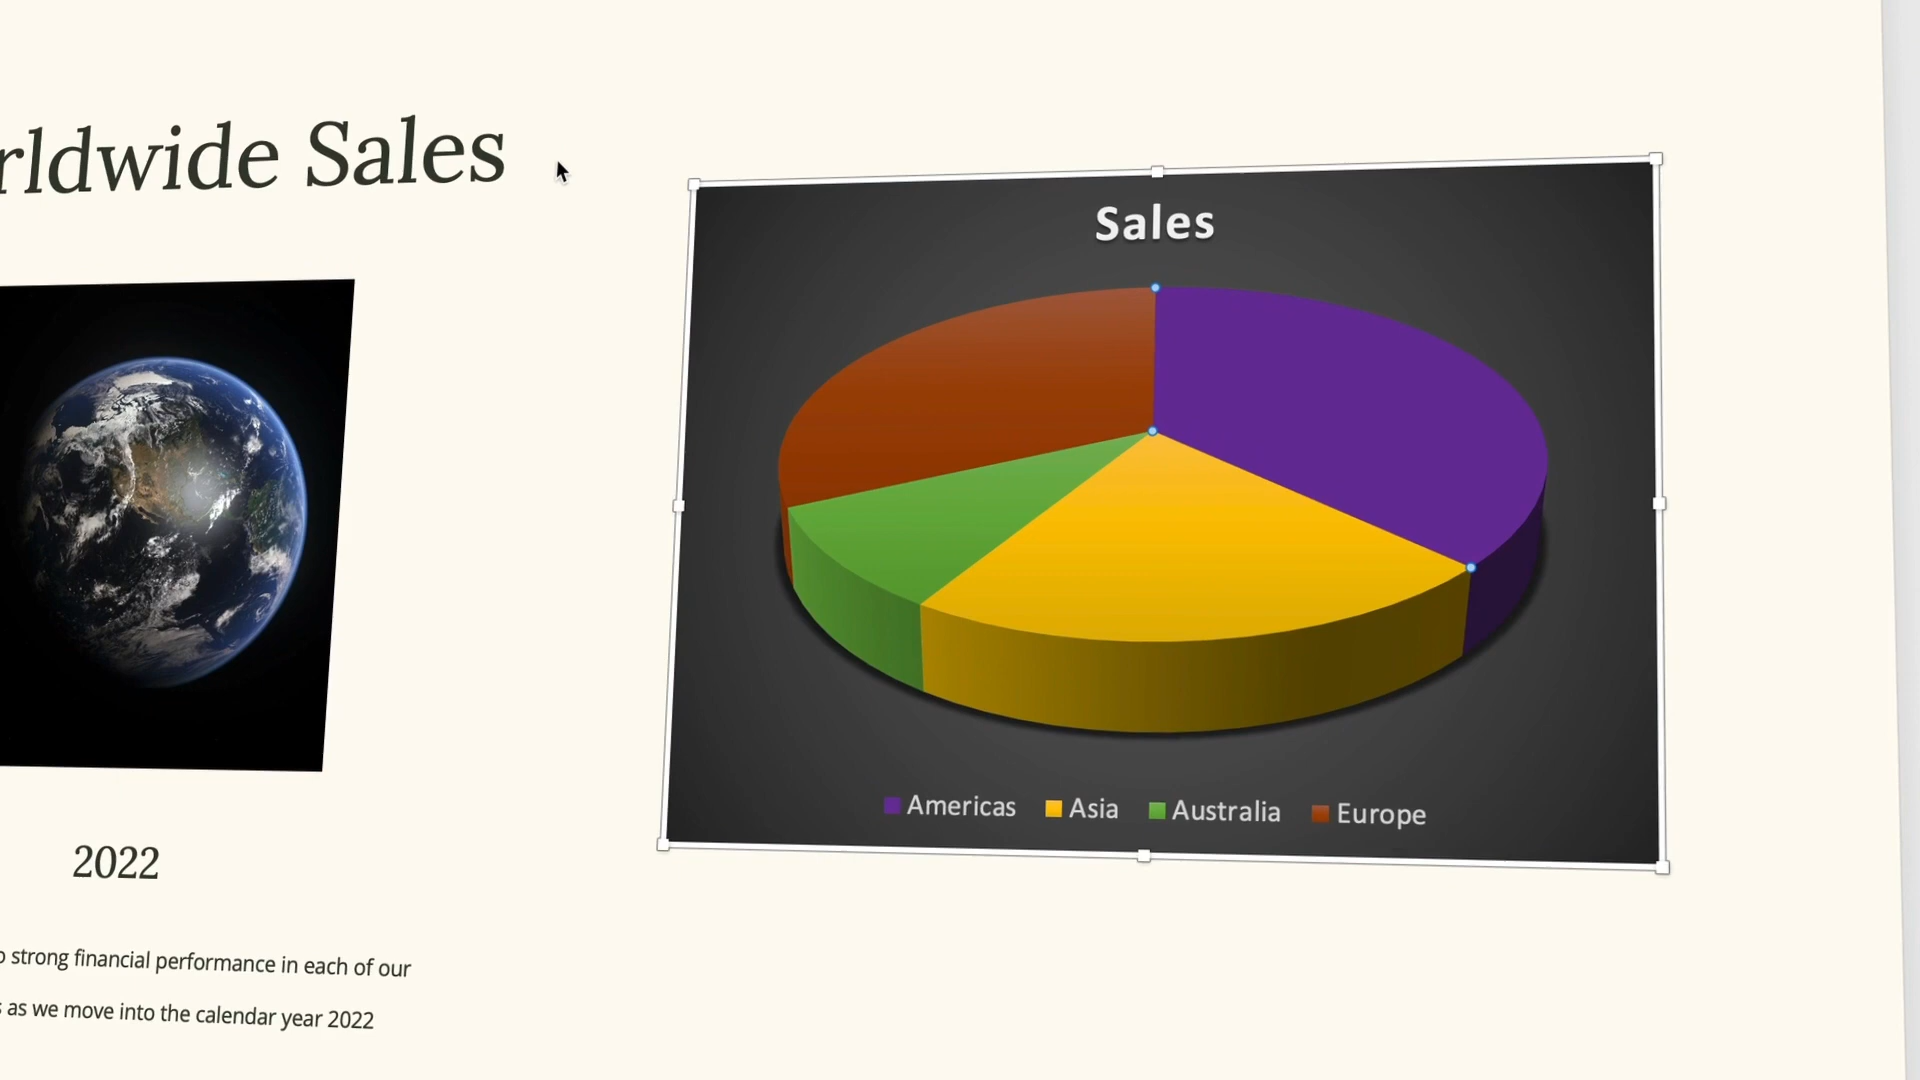 rldwide Sales
2022
o strong financial performance in each of our
s as we move into the calendar year 2022
Sales
Americas Asia Australia Europe